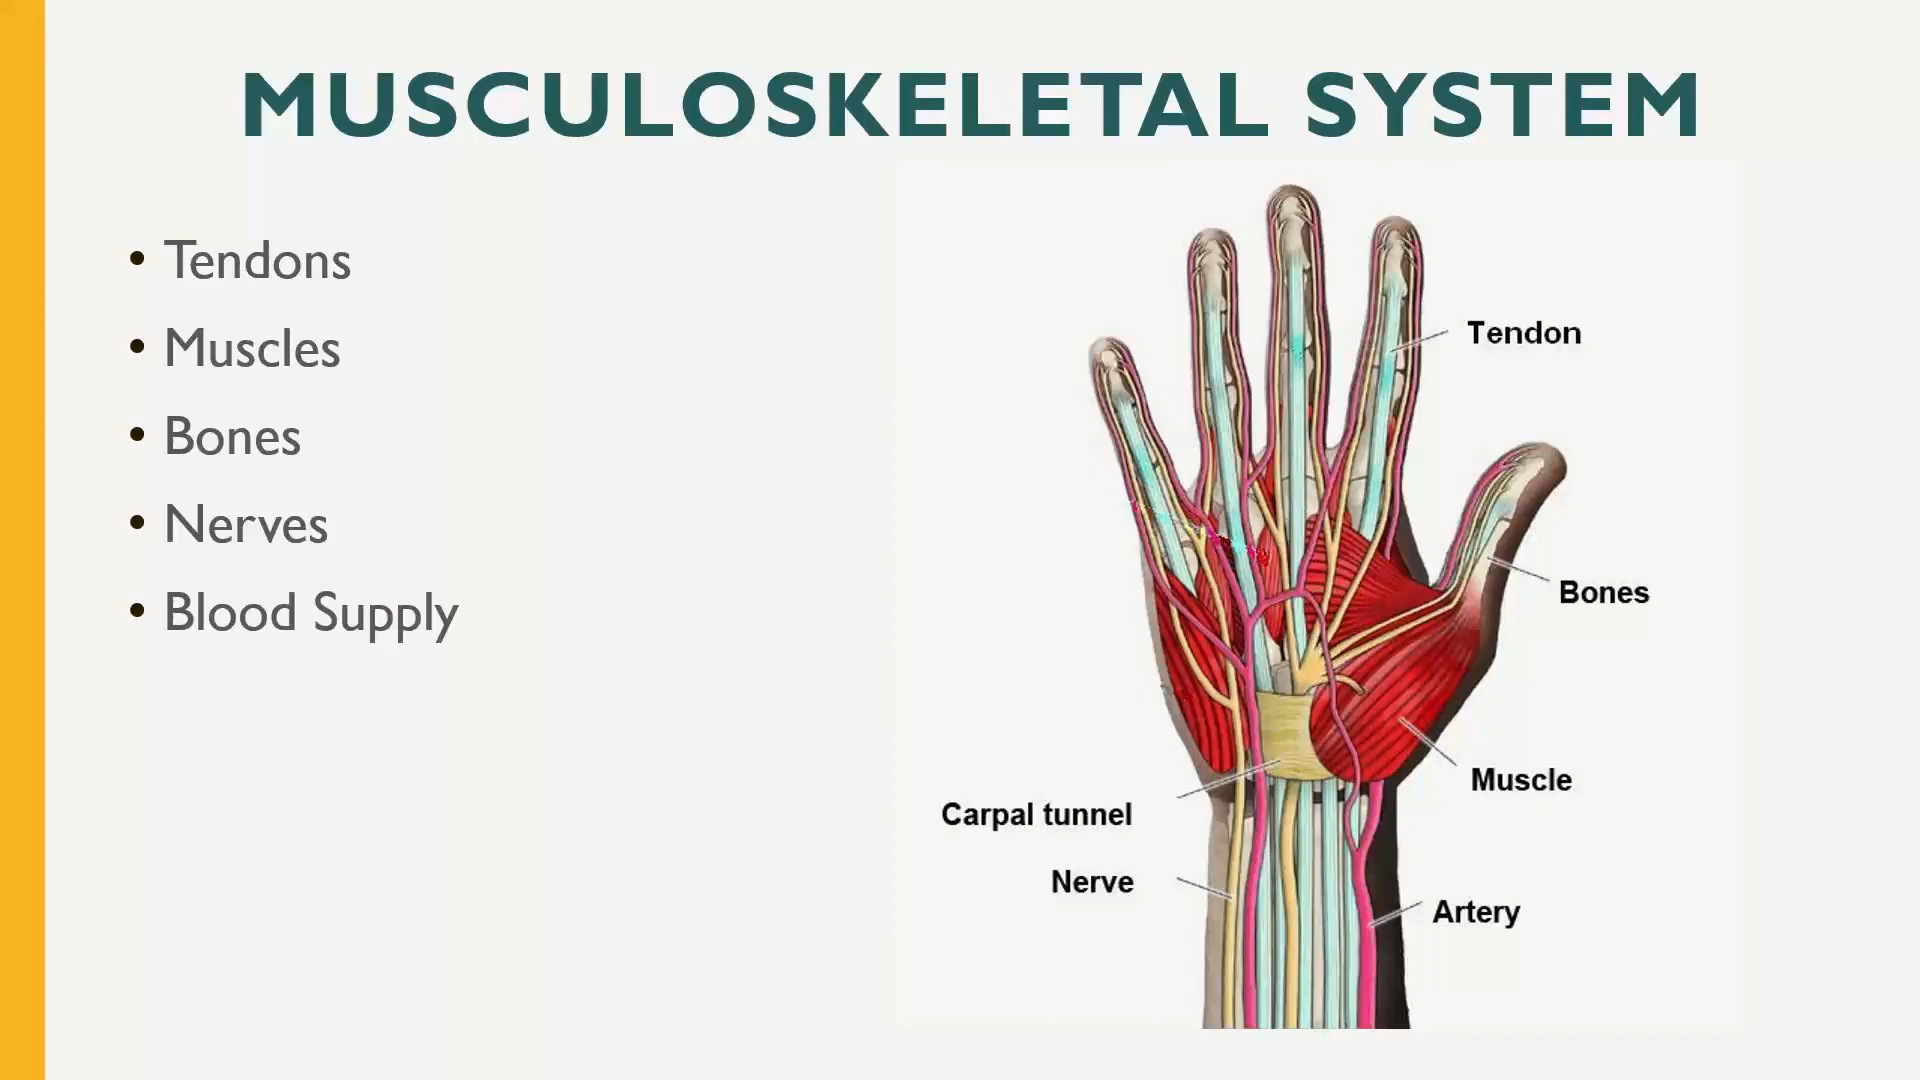 MUSCULOSKELETAL SYSTEM
• Tendons
• Muscles
• Bones
• Nerves
• Blood Supply
Tendon
Bones
Muscle
Carpal tunnel
Nerve
Artery